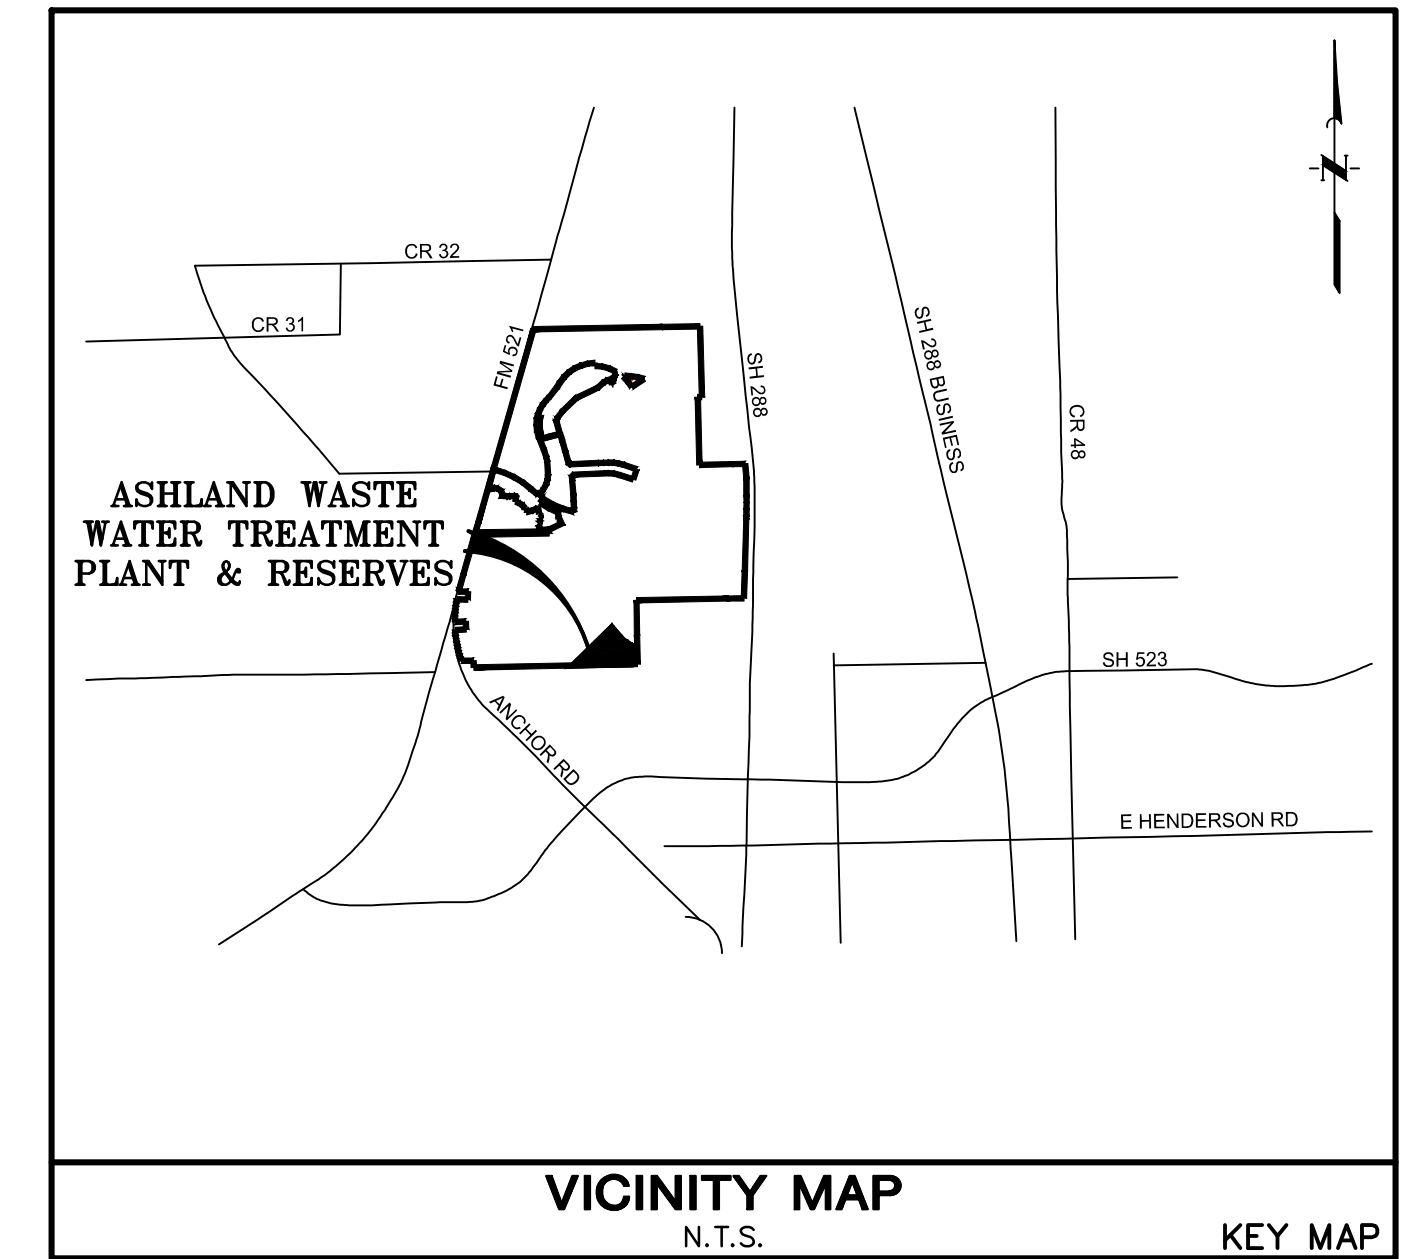 N
CR 32
CR 31
FM 521
SH 288
SH 288 BUSINESS
CR 48
ASHLAND WASTE
WATER TREATMENT
PLANT & RESERVES
SH 523
ANCHOR RD
E HENDERSON RD
VICINITY MAP
N.T.S.
KEY MAP